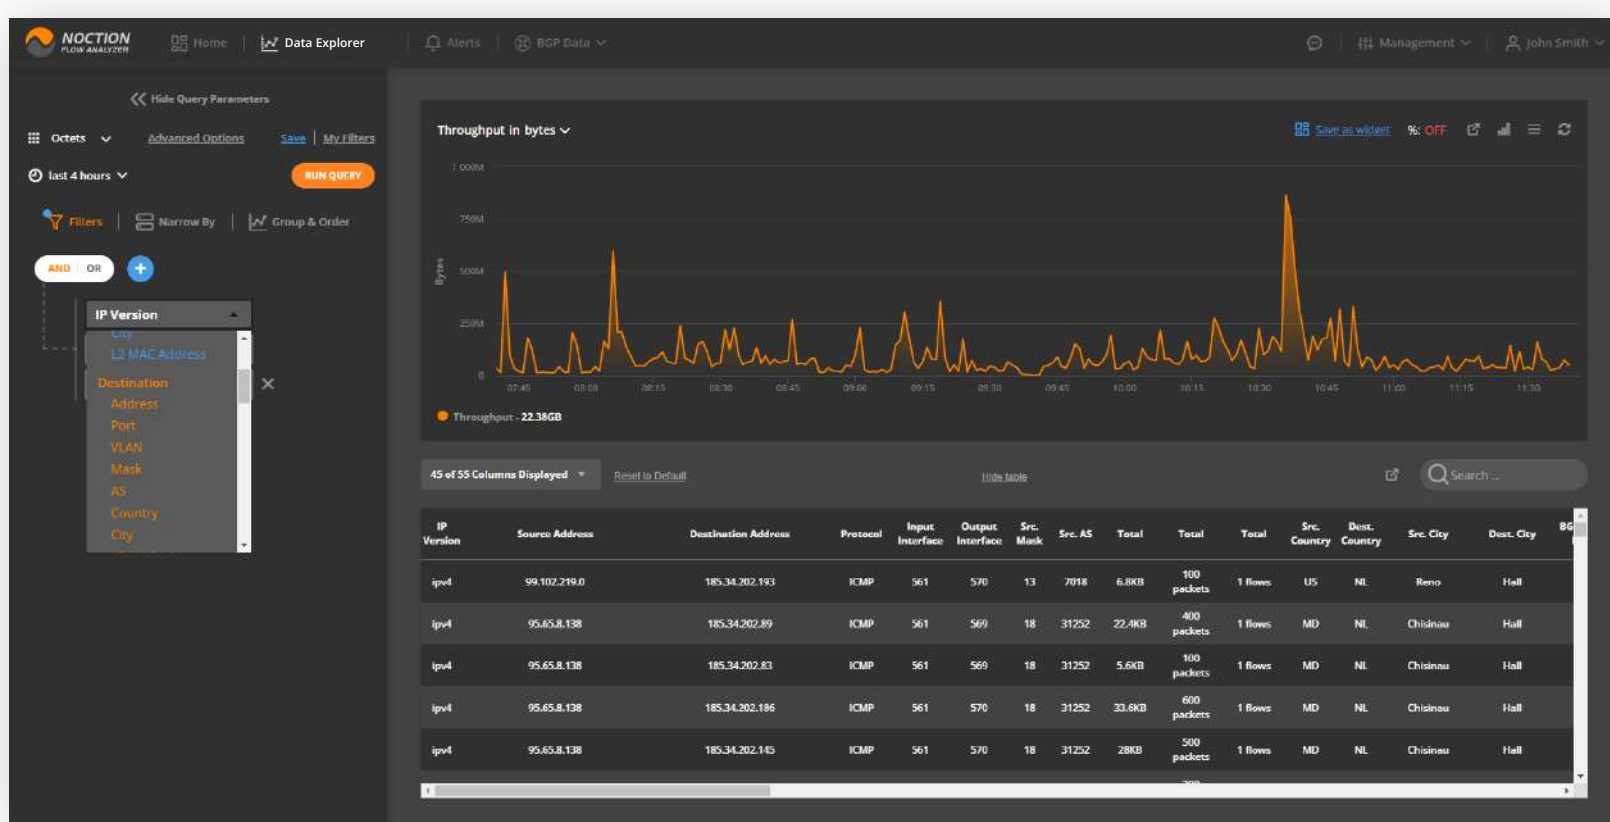 NOCTION
FLOW ANALYZER
Home
Data Explorer
Alerts
BGP Data
Management
John Smith
Hide Query Parameters
Octets
Advanced Options
Save
My Filters
last 4 hours
RUN QUERY
Filters
Narrow By
Group & Order
AND OR
IP Version
City
L2 MAC Address
Destination
Address
Port
VLAN
Mask
AS
Country
City
Throughput in bytes
Save as widget
%: OFF
1 000M
750M
500M
250M
0
Bytes
07:45 08:00 08:15 08:30 08:45 09:00 09:15 09:30 09:45 10:00 10:15 10:30 10:45 11:00 11:15 11:30
Throughput - 22.38GB
45 of 55 Columns Displayed
Reset to Default
Hide table
Search ...
IP Version Source Address Destination Address Protocol Input Interface Output Interface Src. Mask Src. AS Total Total Total Src. Country Dest. Country Src. City Dest. City BG
ipv4 99.102.219.0 185.34.202.193 ICMP 561 570 13 7018 6.8KB 100 packets 1 flows US NL Reno Hall
ipv4 95.65.8.138 185.34.202.89 ICMP 561 569 18 31252 22.4KB 400 packets 1 flows MD NL Chisinau Hall
ipv4 95.65.8.138 185.34.202.83 ICMP 561 569 18 31252 5.6KB 100 packets 1 flows MD NL Chisinau Hall
ipv4 95.65.8.138 185.34.202.186 ICMP 561 570 18 31252 33.6KB 600 packets 1 flows MD NL Chisinau Hall
ipv4 95.65.8.138 185.34.202.145 ICMP 561 570 18 31252 28KB 500 packets 1 flows MD NL Chisinau Hall